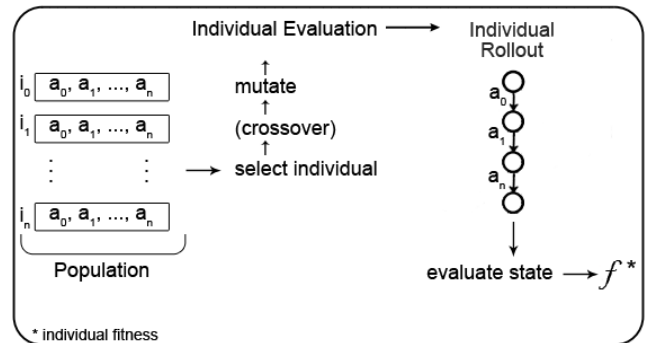 Individual Evaluation
Individual
Rollout
i0 a0, a1, ..., an
i1 a0, a1, ..., an
in a0, a1, ..., an
Population
mutate
(crossover)
select individual
a0
a1
an
evaluate state
f *
* individual fitness